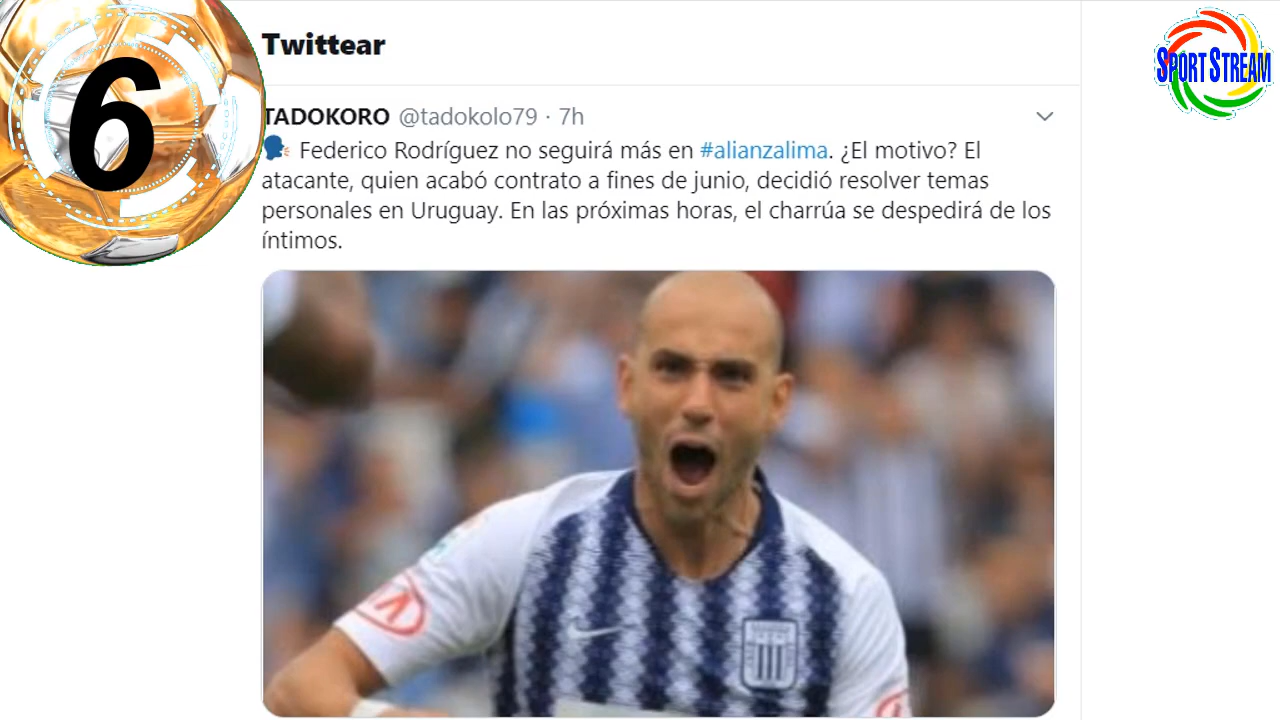 6
SPORT STREAM
Twittear
TADOKORO @tadokolo79 · 7h
🗣 Federico Rodríguez no seguirá más en #alianzalima. ¿El motivo? El
atacante, quien acabó contrato a fines de junio, decidió resolver temas
personales en Uruguay. En las próximas horas, el charrúa se despedirá de los
íntimos.